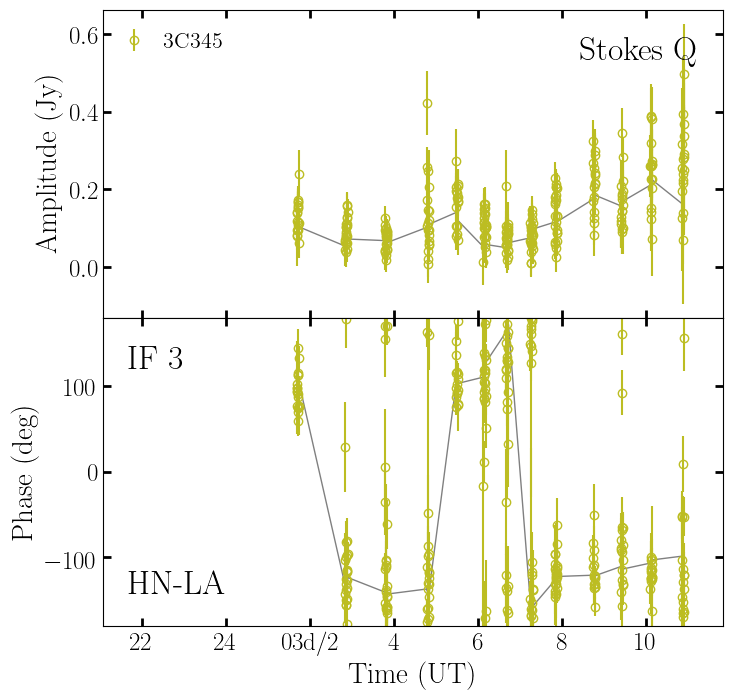 3C345
Stokes Q
0.6
0.4
0.2
0.0
Amplitude (Jy)
IF 3
100
0
−100
Phase (deg)
HN-LA
22 24 03d/2 4 6 8 10
Time (UT)